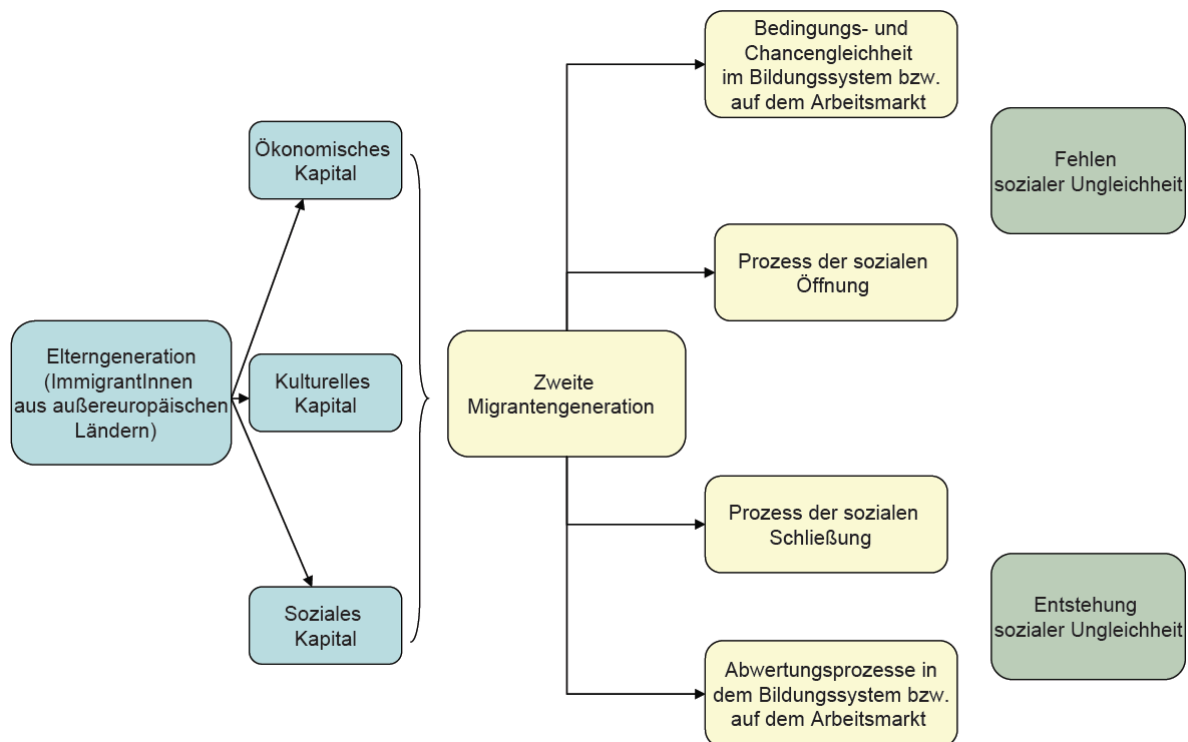 Elterngeneration
(ImmigrantInnen
aus außereuropäischen
Ländern)
Ökonomisches
Kapital
Kulturelles
Kapital
Soziales
Kapital
Zweite
Migrantengeneration
Bedingungs- und
Chancengleichheit
im Bildungssystem bzw.
auf dem Arbeitsmarkt
Prozess der sozialen
Öffnung
Prozess der sozialen
Schließung
Abwertungsprozesse in
dem Bildungssystem bzw.
auf dem Arbeitsmarkt
Fehlen
sozialer Ungleichheit
Entstehung
sozialer Ungleichheit